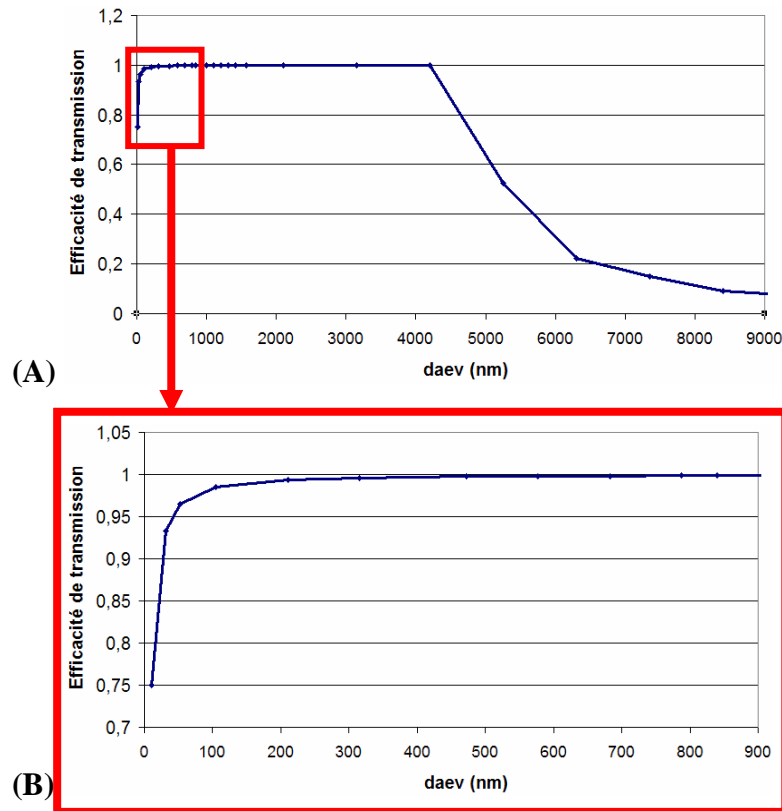 1,2
1
0,8
0,6
0,4
0,2
0
Efficacité de transmission
0 1000 2000 3000 4000 5000 6000 7000 8000 9000
daev (nm)
(A)
1,05
1
0,95
0,9
0,85
0,8
0,75
0,7
Efficacité de transmission
0 100 200 300 400 500 600 700 800 900
daev (nm)
(B)